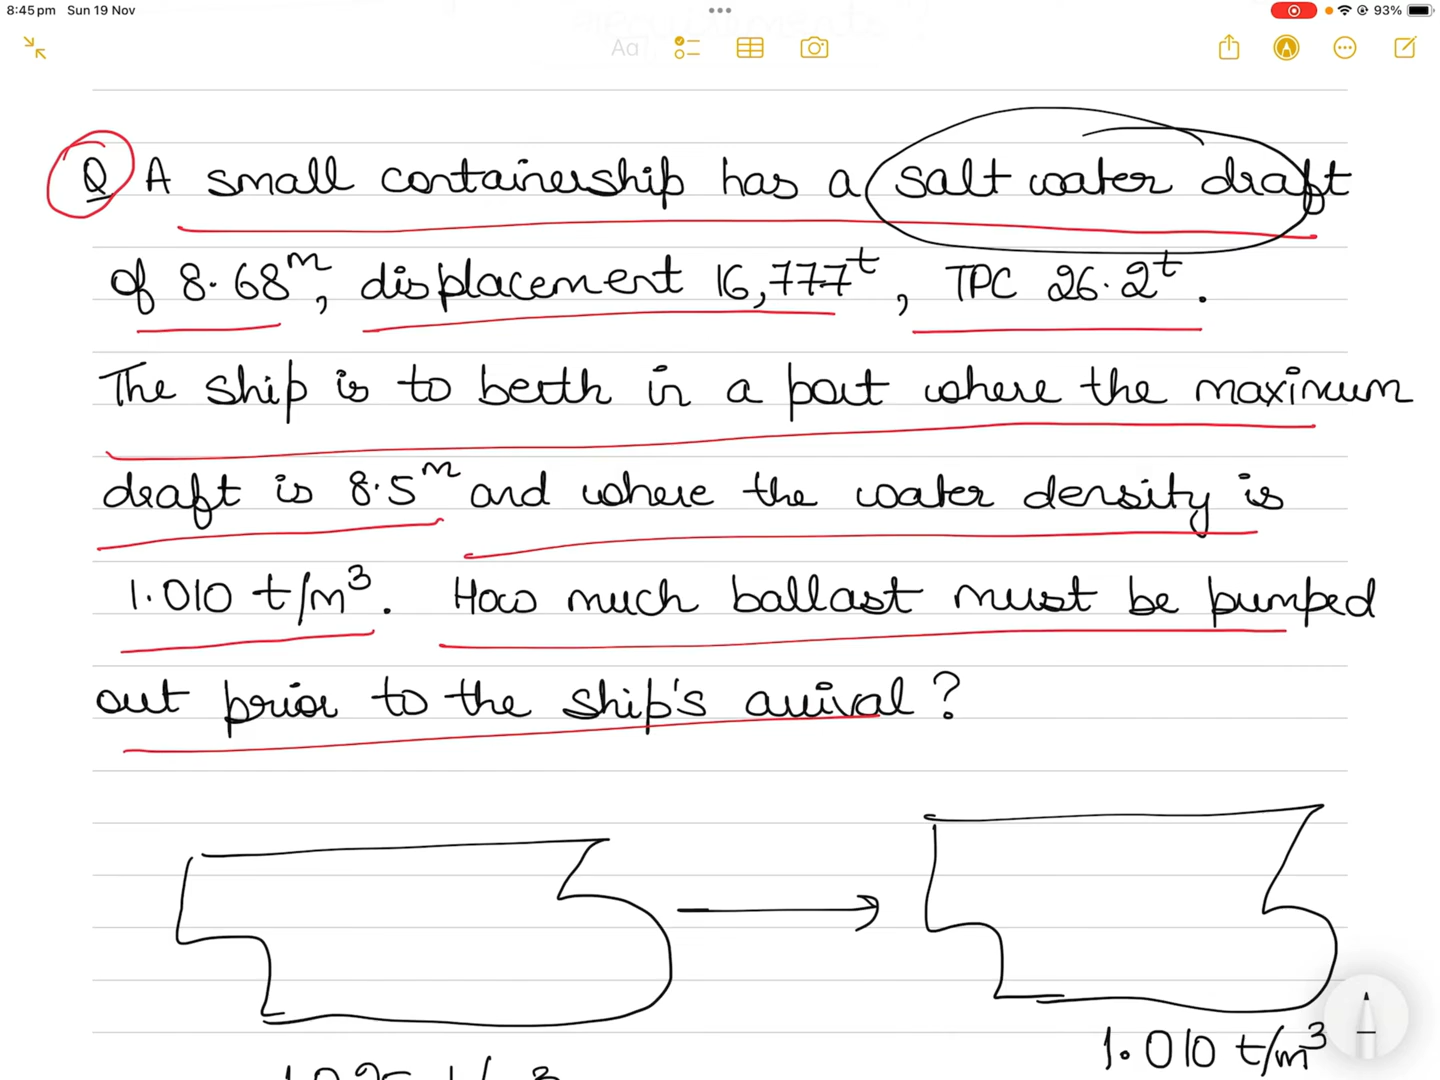 8:45 pm Sun 19 Nov
93%
Aa
Q A small containership has a salt water draft
of 8.68m, displacement 16,777t, TPC 26.2t.
The ship is to berth in a port where the maximum
draft is 8.5m and where the water density is
1.010 t/m3. How much ballast must be pumped
out prior to the ship's arrival?
1.010 t/m3